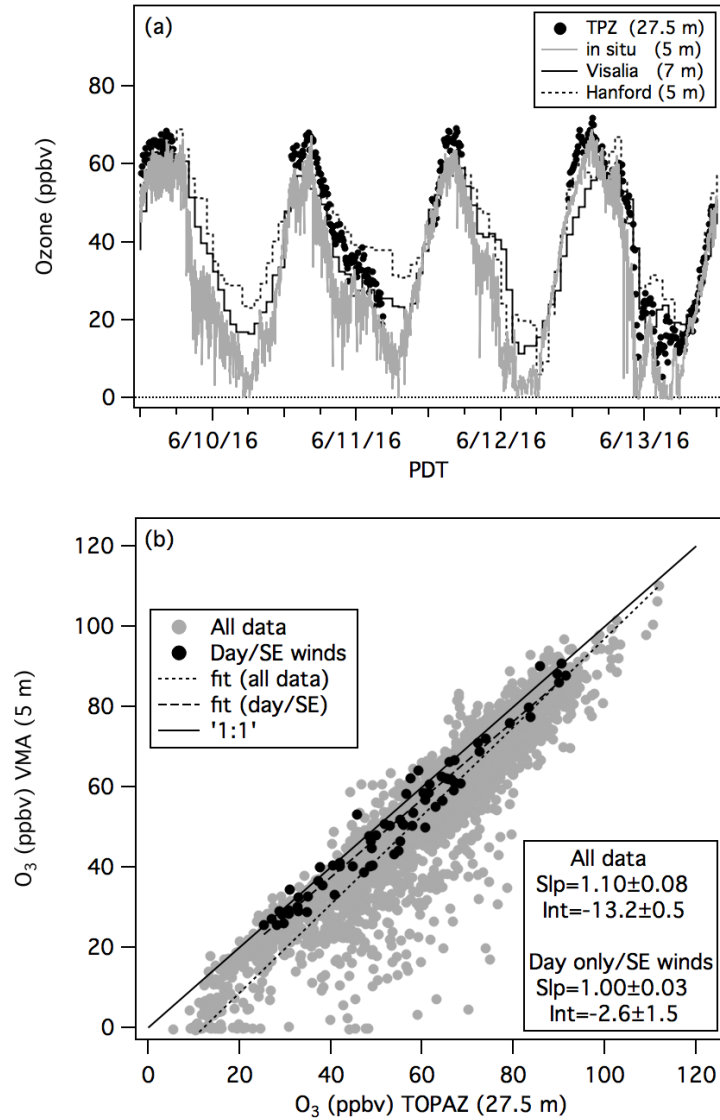 (a)
TPZ (27.5 m)
in situ (5 m)
Visalia (7 m)
Hanford (5 m)
Ozone (ppbv)
80
60
40
20
0
6/10/16 6/11/16 6/12/16 6/13/16
PDT
(b)
All data
Day/SE winds
fit (all data)
fit (day/SE)
'1:1'
O₃ (ppbv) VMA (5 m)
120
100
80
60
40
20
0
All data
Slp=1.10±0.08
Int=-13.2±0.5
Day only/SE winds
Slp=1.00±0.03
Int=-2.6±1.5
0 20 40 60 80 100 120
O₃ (ppbv) TOPAZ (27.5 m)